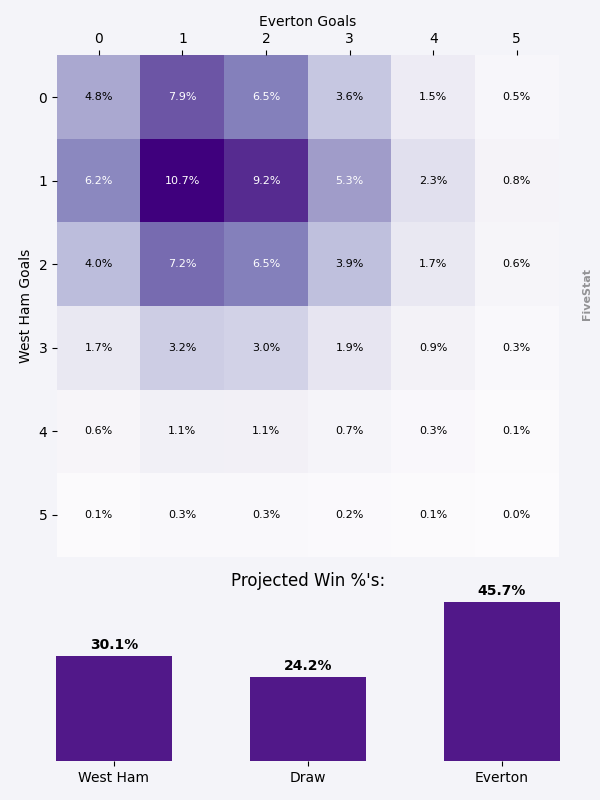 Everton Goals
0 1 2 3 4 5
0 4.8% 7.9% 6.5% 3.6% 1.5% 0.5%
1 6.2% 10.7% 9.2% 5.3% 2.3% 0.8%
2 4.0% 7.2% 6.5% 3.9% 1.7% 0.6%
3 1.7% 3.2% 3.0% 1.9% 0.9% 0.3%
4 0.6% 1.1% 1.1% 0.7% 0.3% 0.1%
5 0.1% 0.3% 0.3% 0.2% 0.1% 0.0%
West Ham Goals
FiveStat
Projected Win %'s:
30.1% 24.2% 45.7%
West Ham Draw Everton